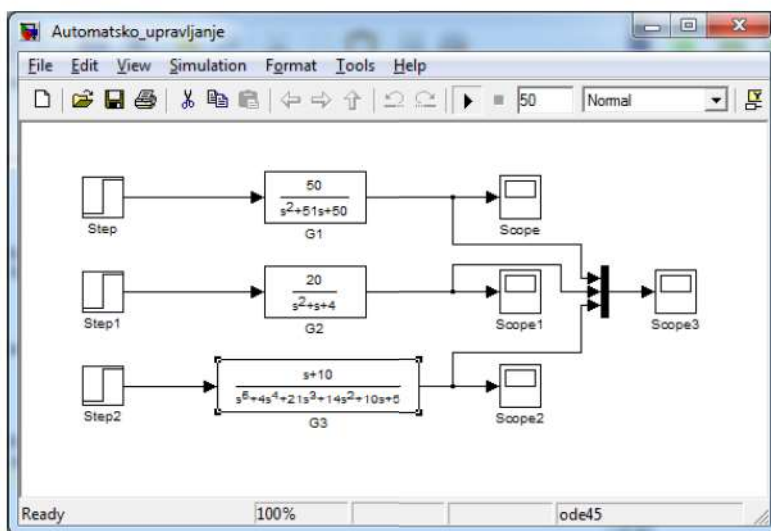 Automatsko_upravljanje
File Edit View Simulation Format Tools Help
50 Normal
50
s²+51s+50
Step
G1
Scope
20
s²+s+4
Step1
G2
Scope1
Scope3
s+10
s⁵+4s⁴+21s³+14s²+10s+5
Step2
G3
Scope2
Ready 100% ode45